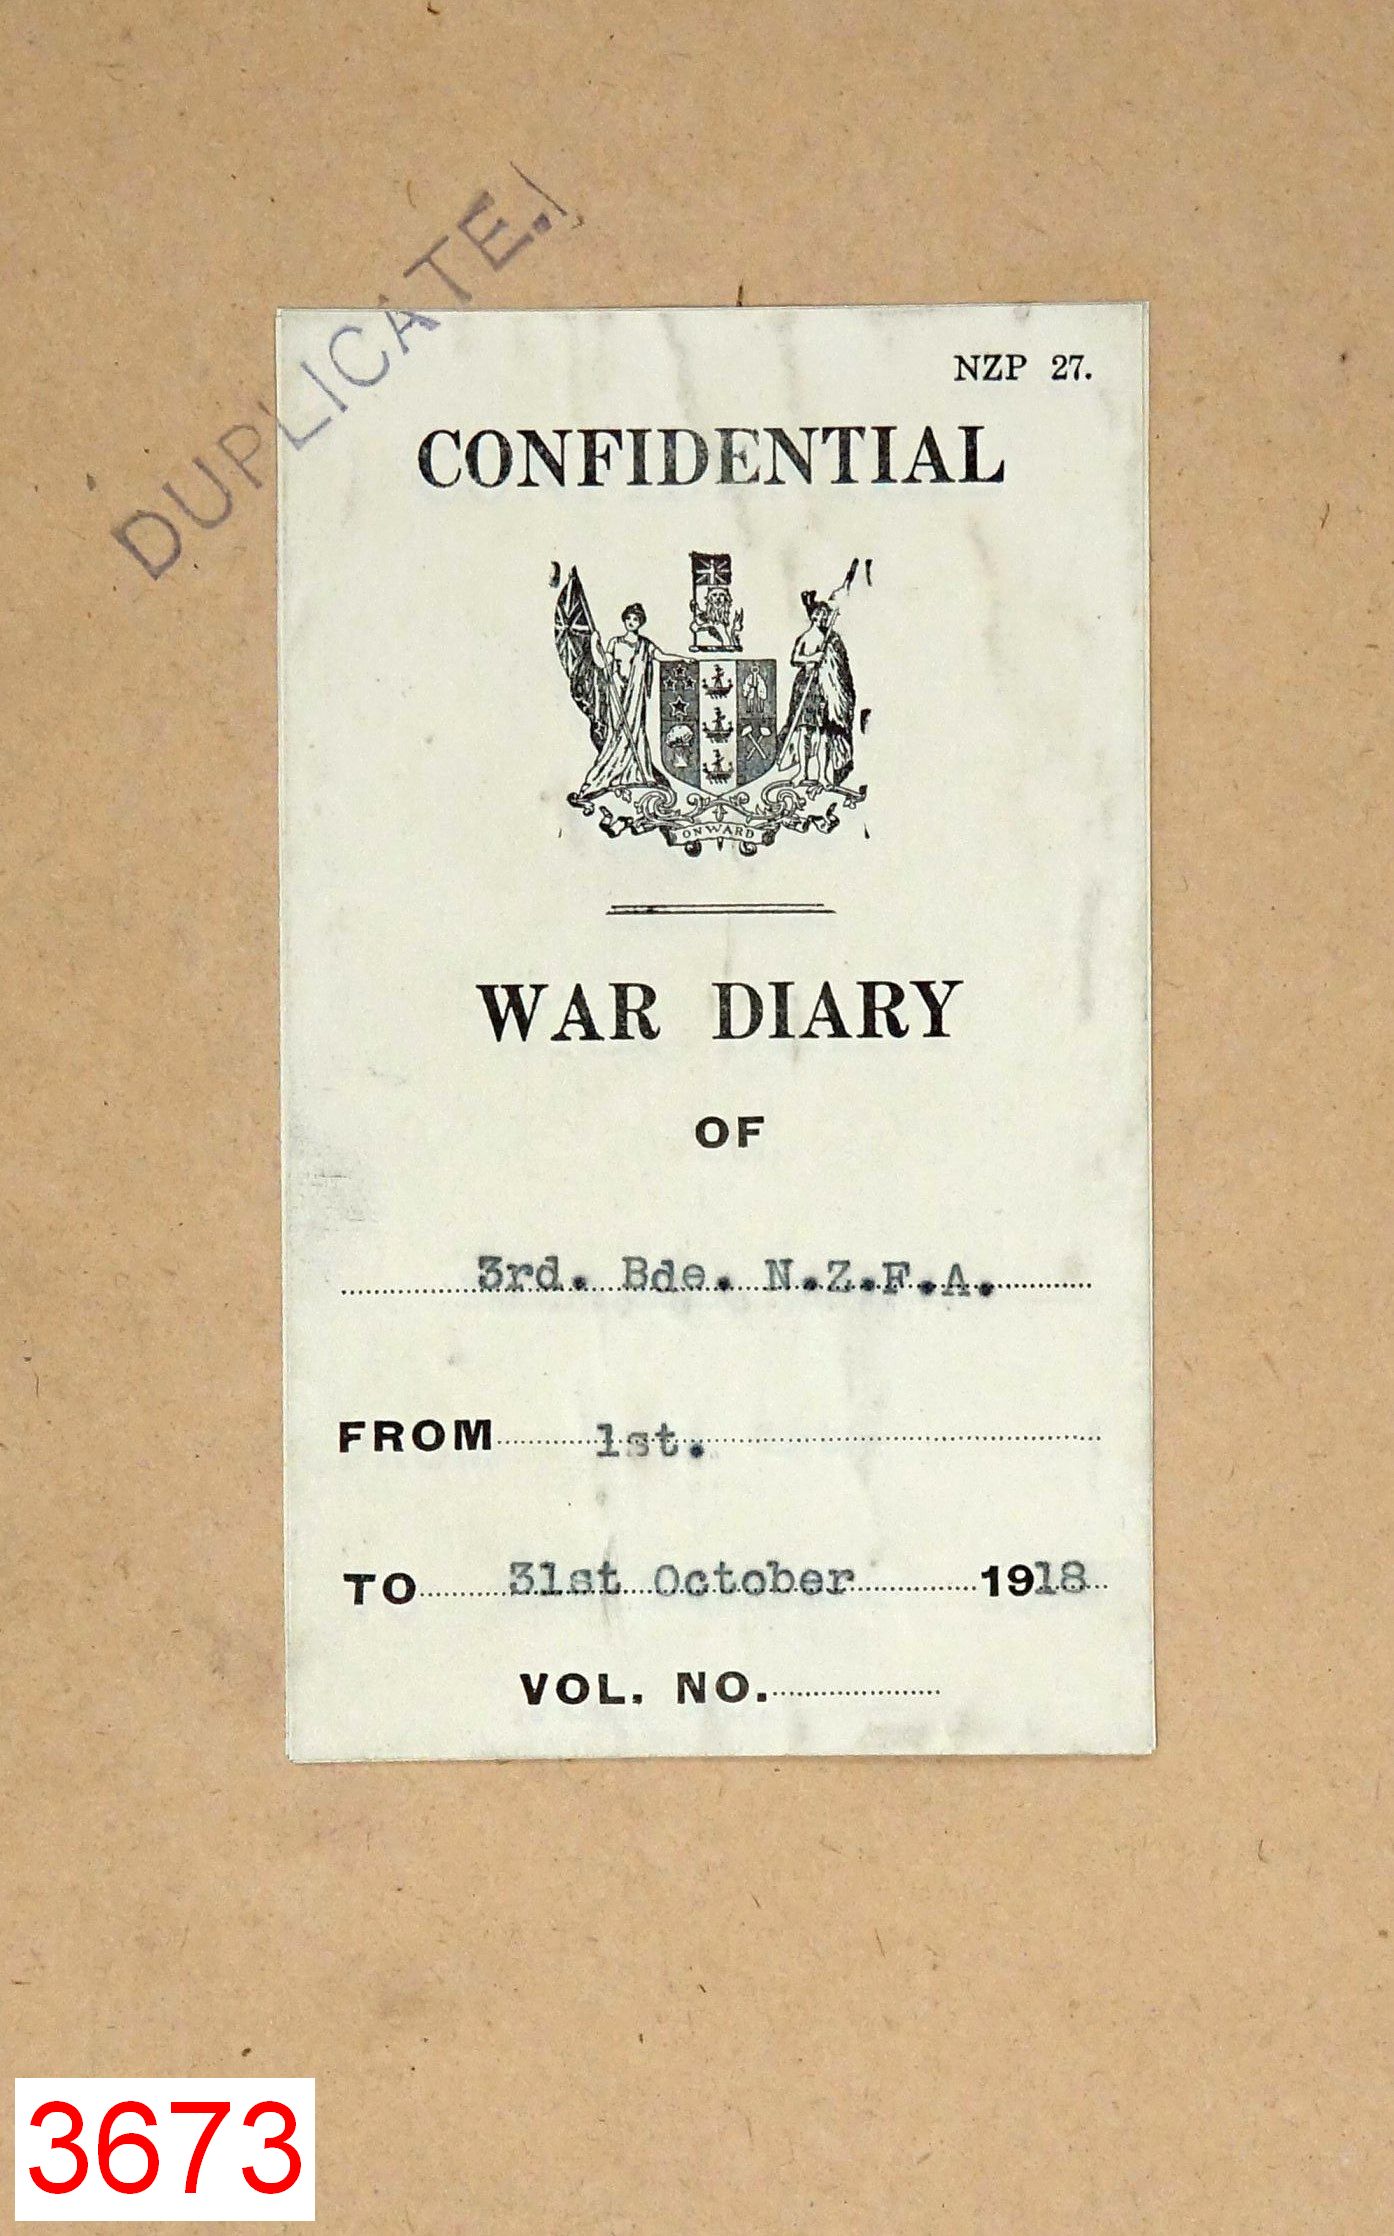 DUPLICATE.
NZP 27.
CONFIDENTIAL
ONWARD
WAR DIARY
OF
3rd. Bde. N.Z.F.A.
FROM 1st.
TO 31st October 1918
VOL. NO.
3673